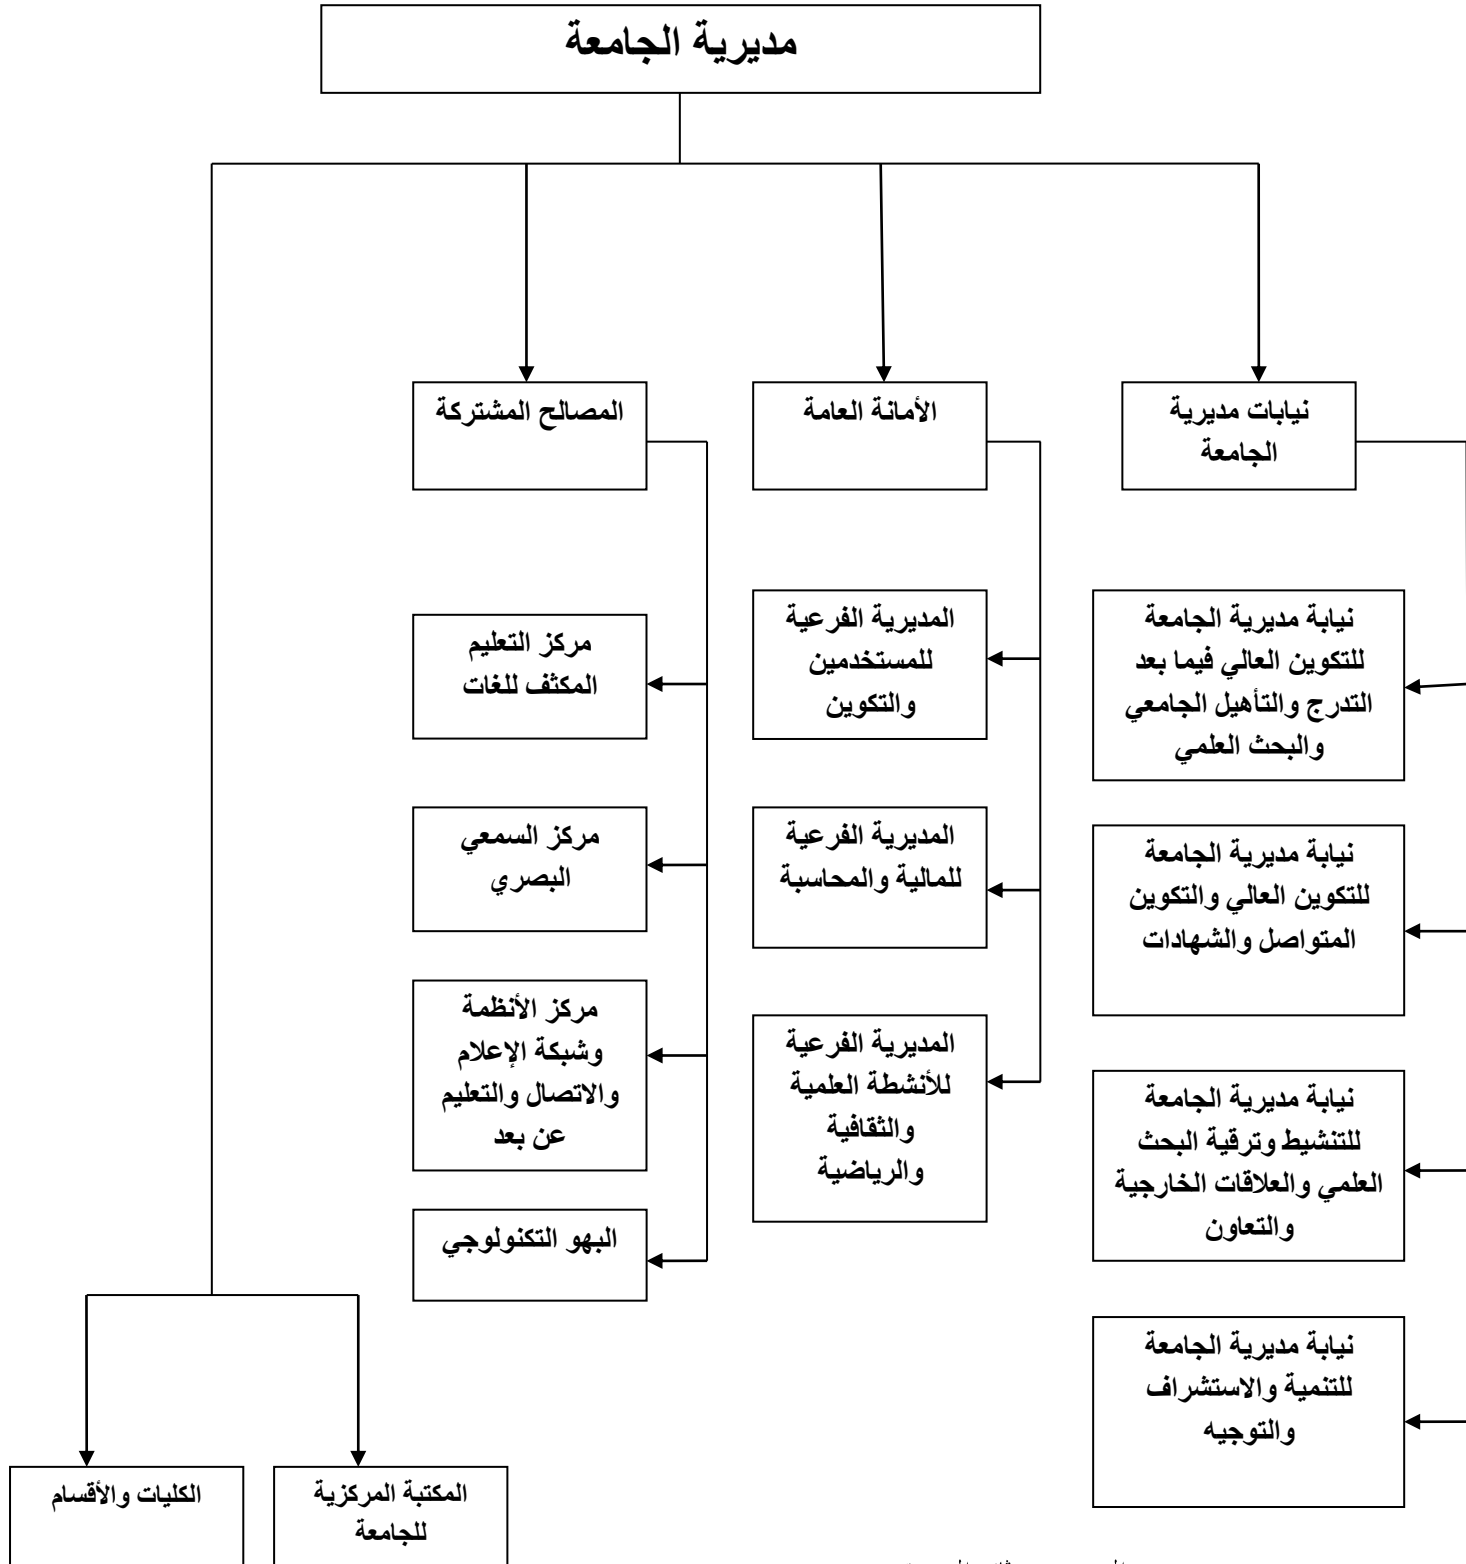 مديرية الجامعة
نيابات مديرية
الجامعة
الأمانة العامة
المصالح المشتركة
نيابة مديرية الجامعة
للتكوين العالي فيما بعد
التدرج والتأهيل الجامعي
والبحث العلمي
نيابة مديرية الجامعة
للتكوين العالي والتكوين
المتواصل والشهادات
نيابة مديرية الجامعة
للتنشيط وترقية البحث
العلمي والعلاقات الخارجية
والتعاون
نيابة مديرية الجامعة
للتنمية والاستشراف
والتوجيه
المديرية الفرعية
للمستخدمين
والتكوين
المديرية الفرعية
للمالية والمحاسبة
المديرية الفرعية
للأنشطة العلمية
والثقافية
والرياضية
مركز التعليم
المكثف للغات
مركز السمعي
البصري
مركز الأنظمة
وشبكة الإعلام
والاتصال والتعليم
عن بعد
البهو التكنولوجي
المكتبة المركزية
للجامعة
الكليات والأقسام